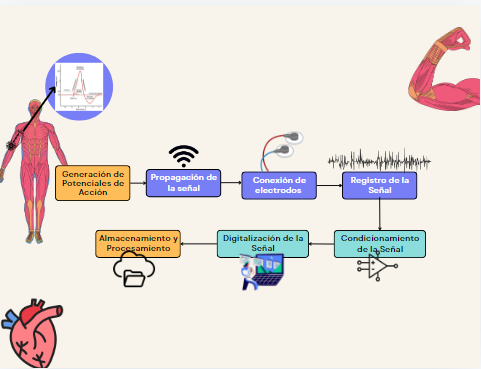 Generación de
Potenciales de
Acción
Propagación de
la señal
Conexión de
electrodos
Registro de la
Señal
Condicionamiento
de la Señal
Digitalización de la
Señal
Almacenamiento y
Procesamiento